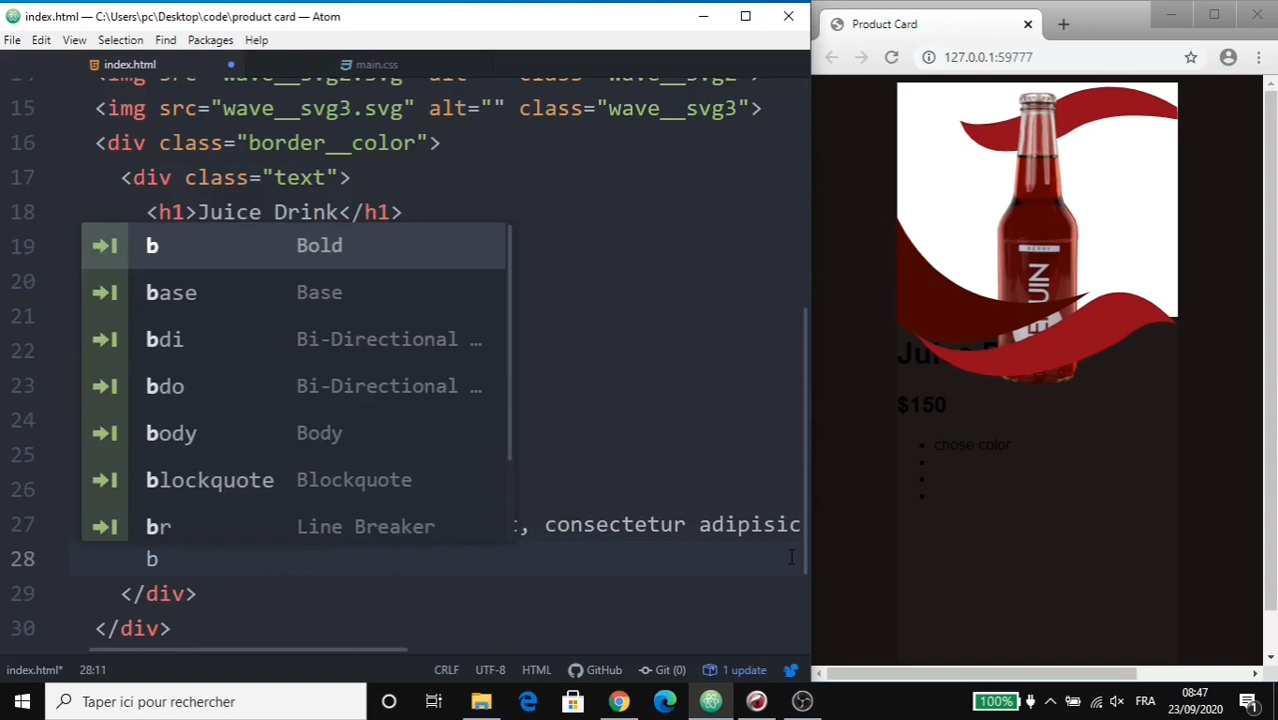 index.html — C:\Users\pc\Desktop\code\product card — Atom
File Edit View Selection Find Packages Help
index.html main.css
15 <img src="wave__svg3.svg" alt="" class="wave__svg3">
16 <div class="border__color">
17 <div class="text">
18 <h1>Juice Drink</h1>
19
20
21
22
23
24
25
26
27 t, consectetur adipisic
28 b
29 </div>
30 </div>
b Bold
base Base
bdi Bi-Directional …
bdo Bi-Directional …
body Body
blockquote Blockquote
br Line Breaker
index.html* 28:11 CRLF UTF-8 HTML GitHub Git (0) 1 update
Product Card
127.0.0.1:59777
BERRY
$150
chose color
Taper ici pour rechercher
100% FRA 08:47
23/09/2020
1